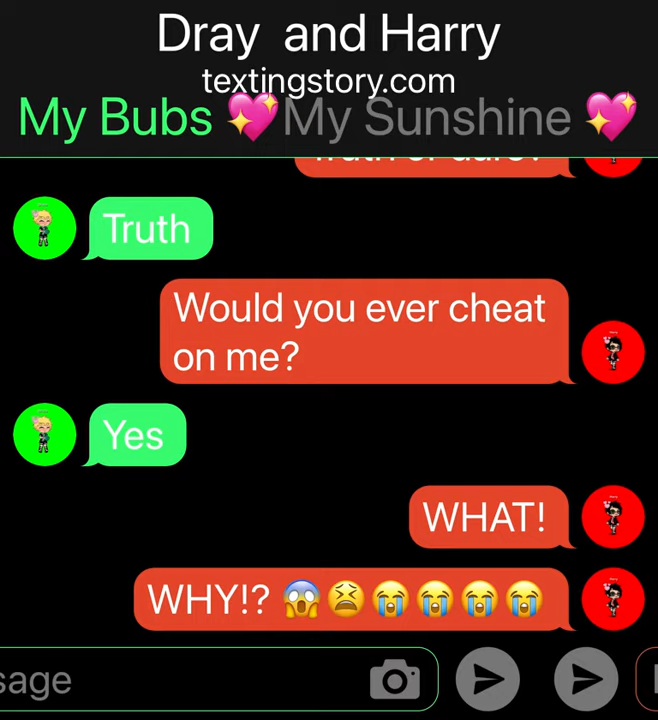 Dray and Harry
textingstory.com
My Bubs 💖 My Sunshine 💖
Truth
Would you ever cheat
on me?
Yes
WHAT!
WHY!? 😱😫😭😭😭😭
sage